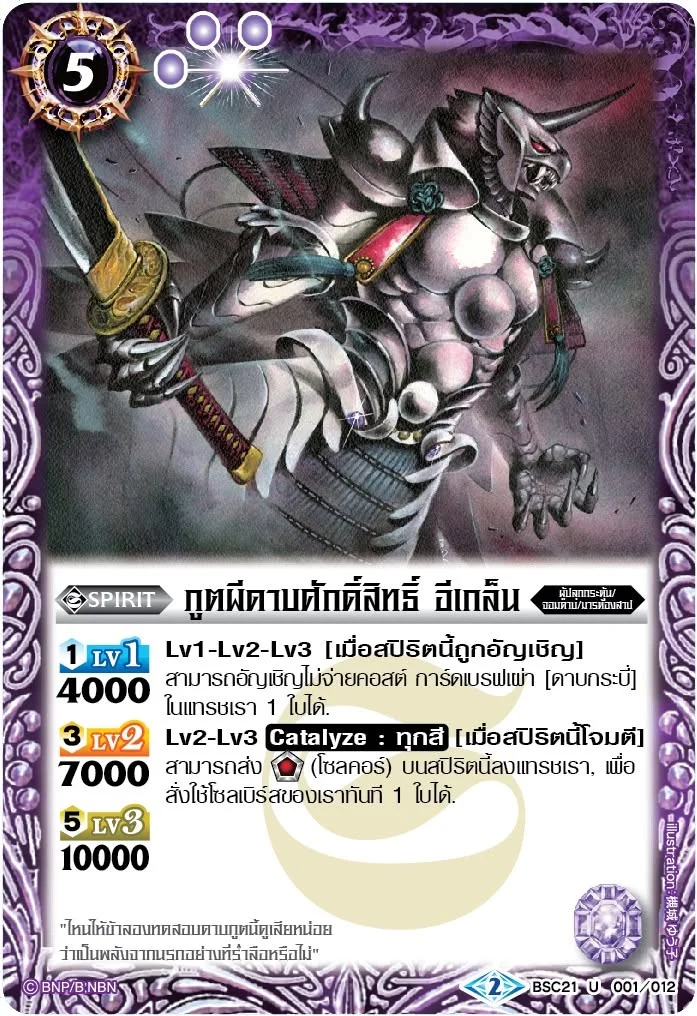 5
SPIRIT
ภูตผีดาบศักดิ์สิทธิ์ อีเกล็น
ผู้ปลุกกระตุ้น/
จอมดาบ/มารต้องสาป
1 LV1
4000
3 LV2
7000
5 LV3
10000
Lv1-Lv2-Lv3 [เมื่อสปิริตนี้ถูกอัญเชิญ]
สามารถอัญเชิญไม่จ่ายคอสต์ การ์ดเบรฟเผ่า [ดาบกระบี่]
ในแทรชเรา 1 ใบได้.
Lv2-Lv3 Catalyze : ทุกสี [เมื่อสปิริตนี้โจมตี]
สามารถส่ง (โซลคอร์) บนสปิริตนี้ลงแทรชเรา, เพื่อ
สั่งใช้โซลเบิร์สของเราทันที 1 ใบได้.
"ไหนให้ข้าลองทดสอบดาบภูตนี้ดูเสียหน่อย
ว่าเป็นพลังจากนรกอย่างที่ร่ำลือหรือไม่"
illustration : 機城 ゆう子
©BNP/B,NBN
2
BSC21 U 001/012